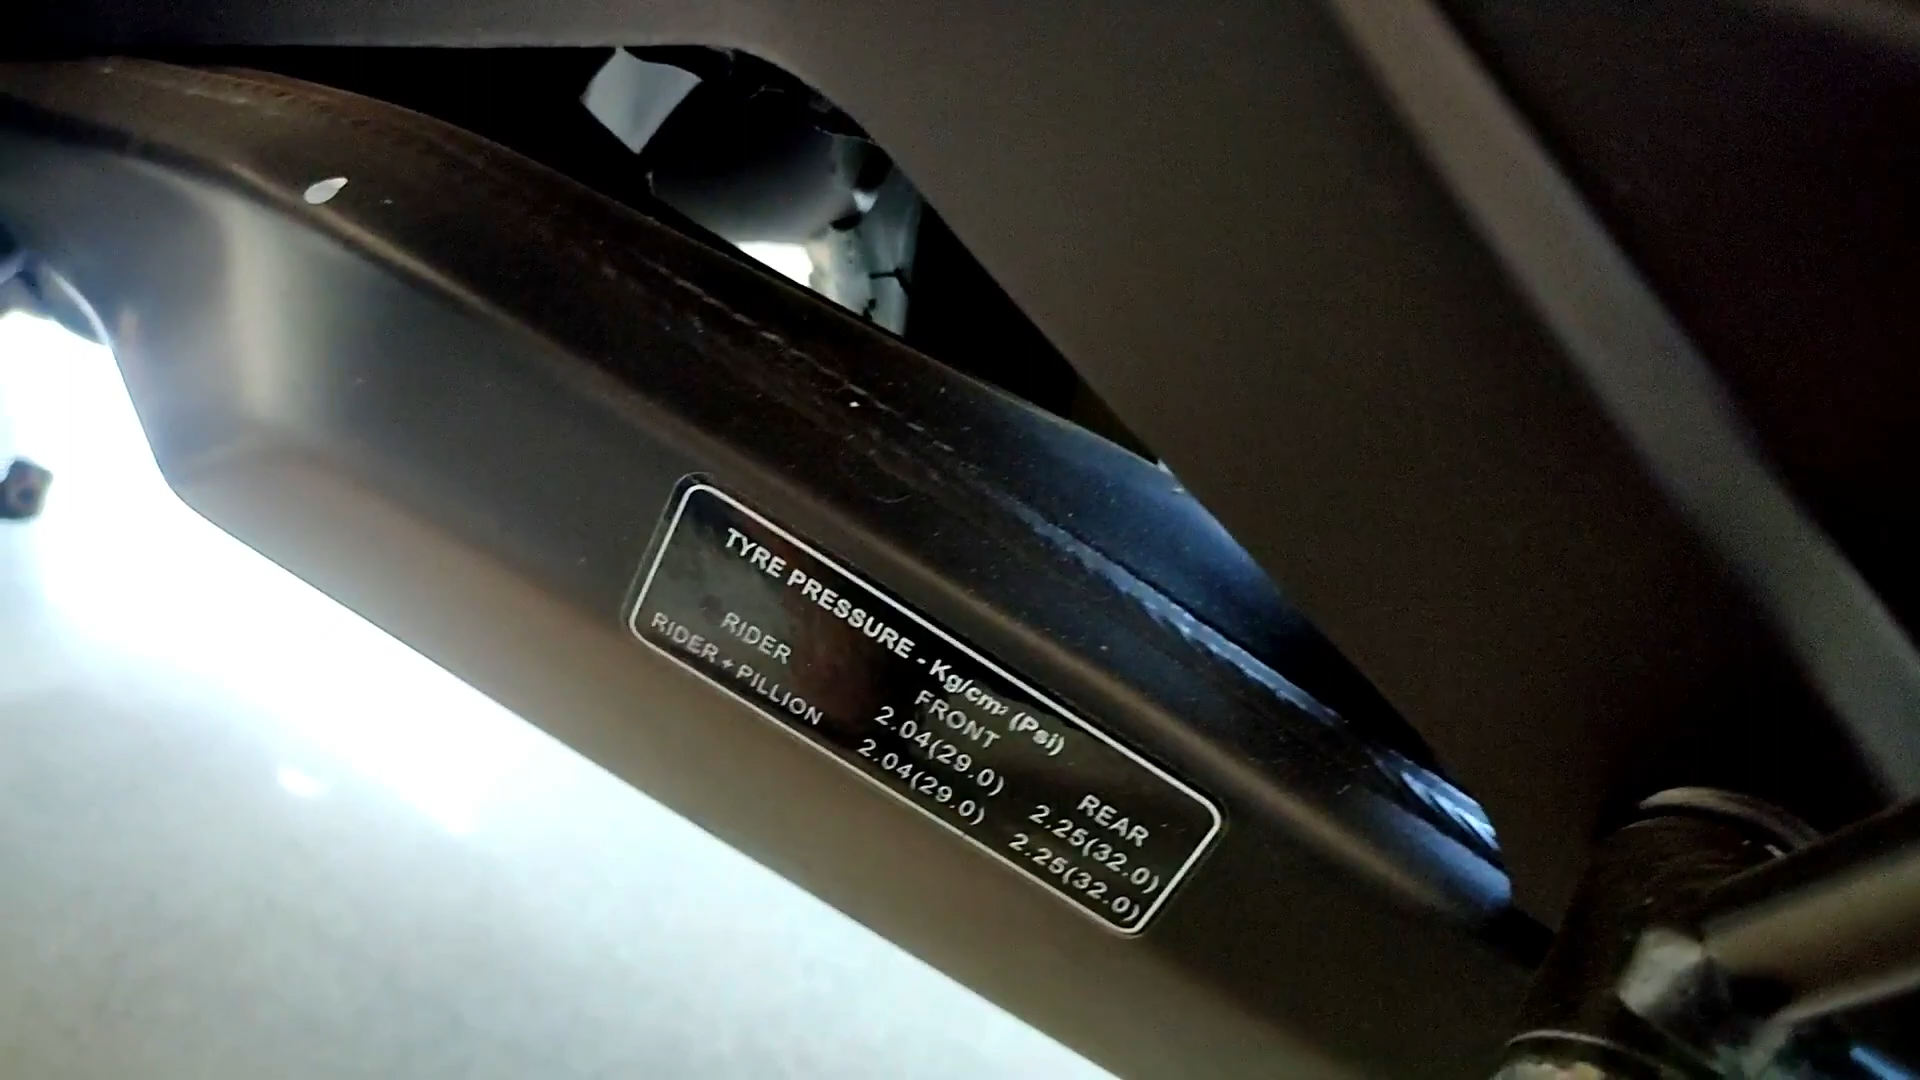 TYRE PRESSURE - Kg/cm² (Psi)
FRONT REAR
RIDER 2.04(29.0) 2.25(32.0)
RIDER + PILLION 2.04(29.0) 2.25(32.0)